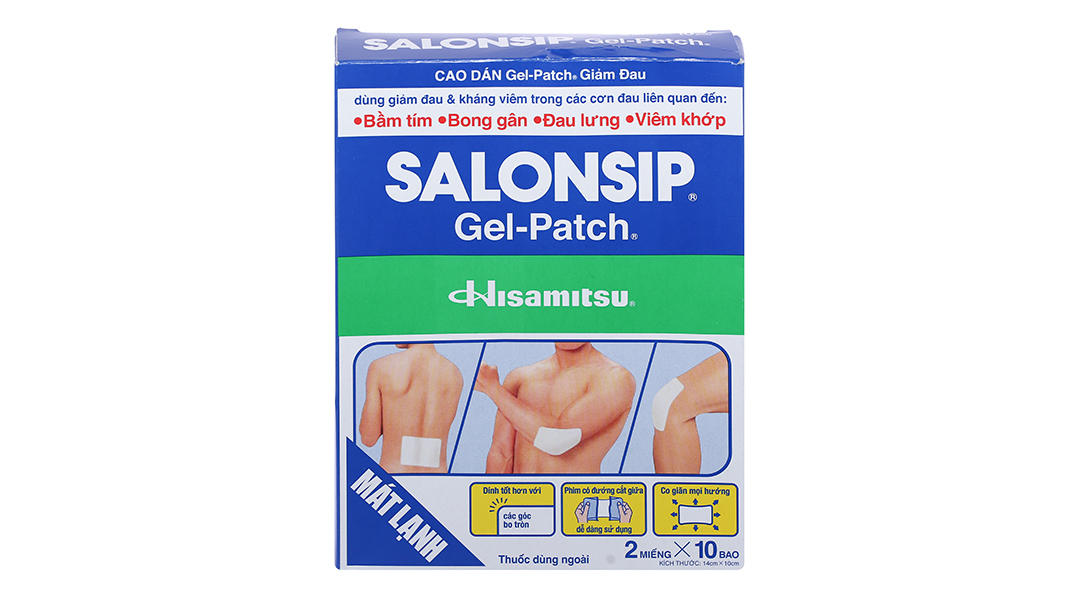 SALONSIP® Gel-Patch®
CAO DÁN Gel-Patch® Giảm Đau
dùng giảm đau & kháng viêm trong các cơn đau liên quan đến:
•Bầm tím •Bong gân •Đau lưng •Viêm khớp
SALONSIP®
Gel-Patch®
Hisamitsu®
MÁT LẠNH
Dính tốt hơn với
các góc
bo tròn
Phim có đường cắt giữa
dễ dàng sử dụng
Co giãn mọi hướng
Thuốc dùng ngoài
2 MIẾNG X 10 BAO
KÍCH THƯỚC: 14cm x 10cm